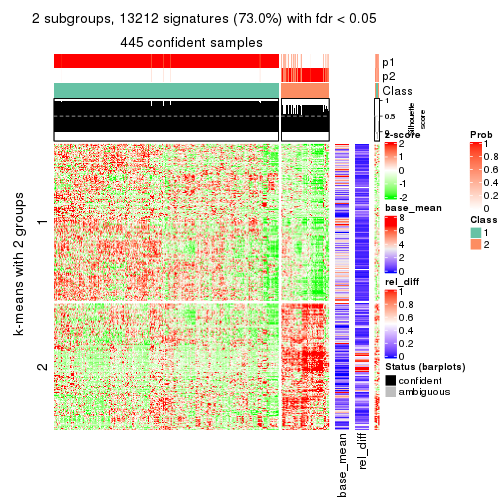 2 subgroups, 13212 signatures (73.0%) with fdr < 0.05
445 confident samples
p1
p2
Class
1
0.5
0
Silhouette
score
k-means with 2 groups
1
2
base_mean
rel_diff
z-score
2
1
0
-1
-2
base_mean
8
6
4
2
0
rel_diff
1
0.8
0.6
0.4
0.2
0
Status (barplots)
confident
ambiguous
Prob
1
0.8
0.6
0.4
0.2
0
Class
1
2